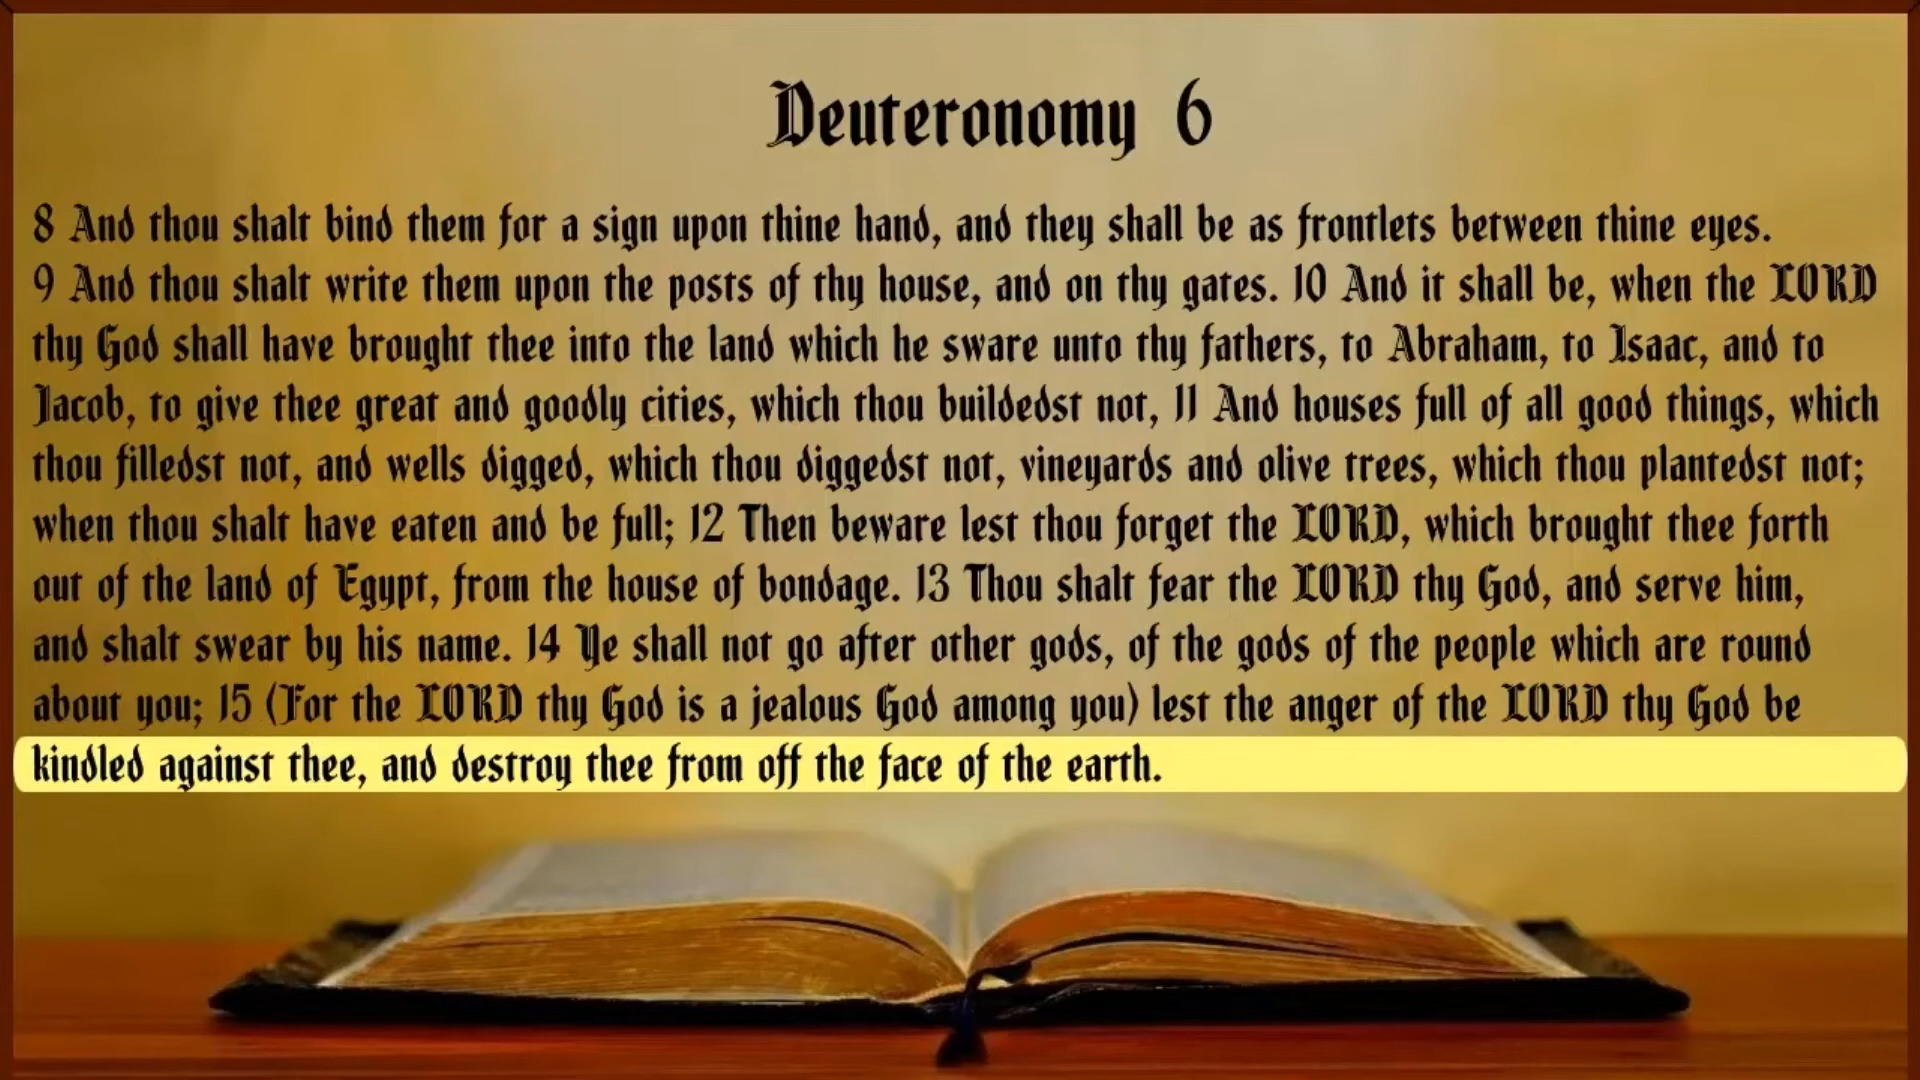 Deuteronomy 6
8 And thou shalt bind them for a sign upon thine hand, and they shall be as frontlets between thine eyes.
9 And thou shalt write them upon the posts of thy house, and on thy gates. 10 And it shall be, when the LORD
thy God shall have brought thee into the land which he sware unto thy fathers, to Abraham, to Isaac, and to
Jacob, to give thee great and goodly cities, which thou buildedst not, 11 And houses full of all good things, which
thou filledst not, and wells digged, which thou diggedst not, vineyards and olive trees, which thou plantedst not;
when thou shalt have eaten and be full; 12 Then beware lest thou forget the LORD, which brought thee forth
out of the land of Egypt, from the house of bondage. 13 Thou shalt fear the LORD thy God, and serve him,
and shalt swear by his name. 14 Ye shall not go after other gods, of the gods of the people which are round
about you; 15 (For the LORD thy God is a jealous God among you) lest the anger of the LORD thy God be
kindled against thee, and destroy thee from off the face of the earth.